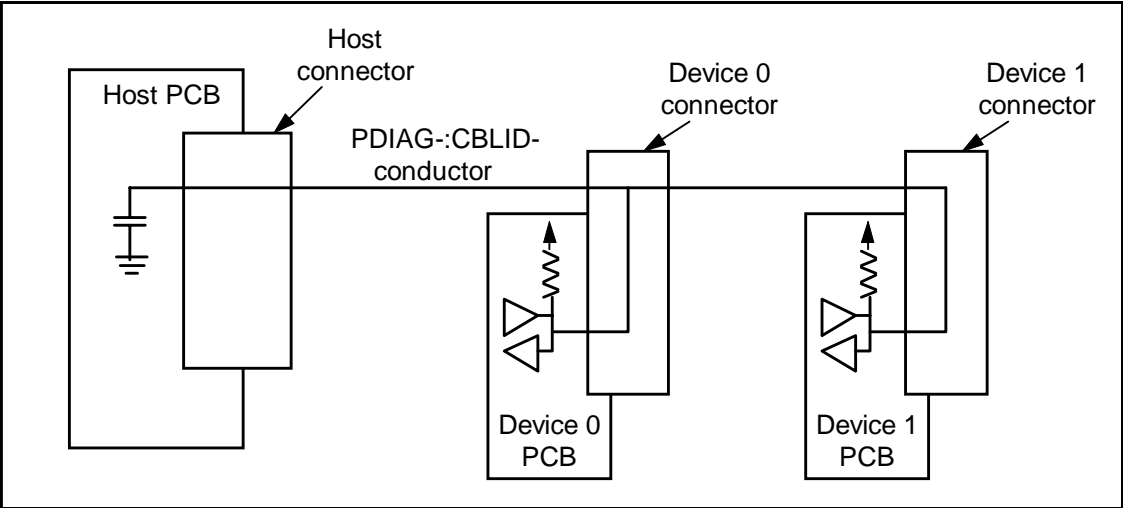 Host
connector
Host PCB
Device 0
connector
Device 1
connector
PDIAG-:CBLID-
conductor
Device 0
PCB
Device 1
PCB